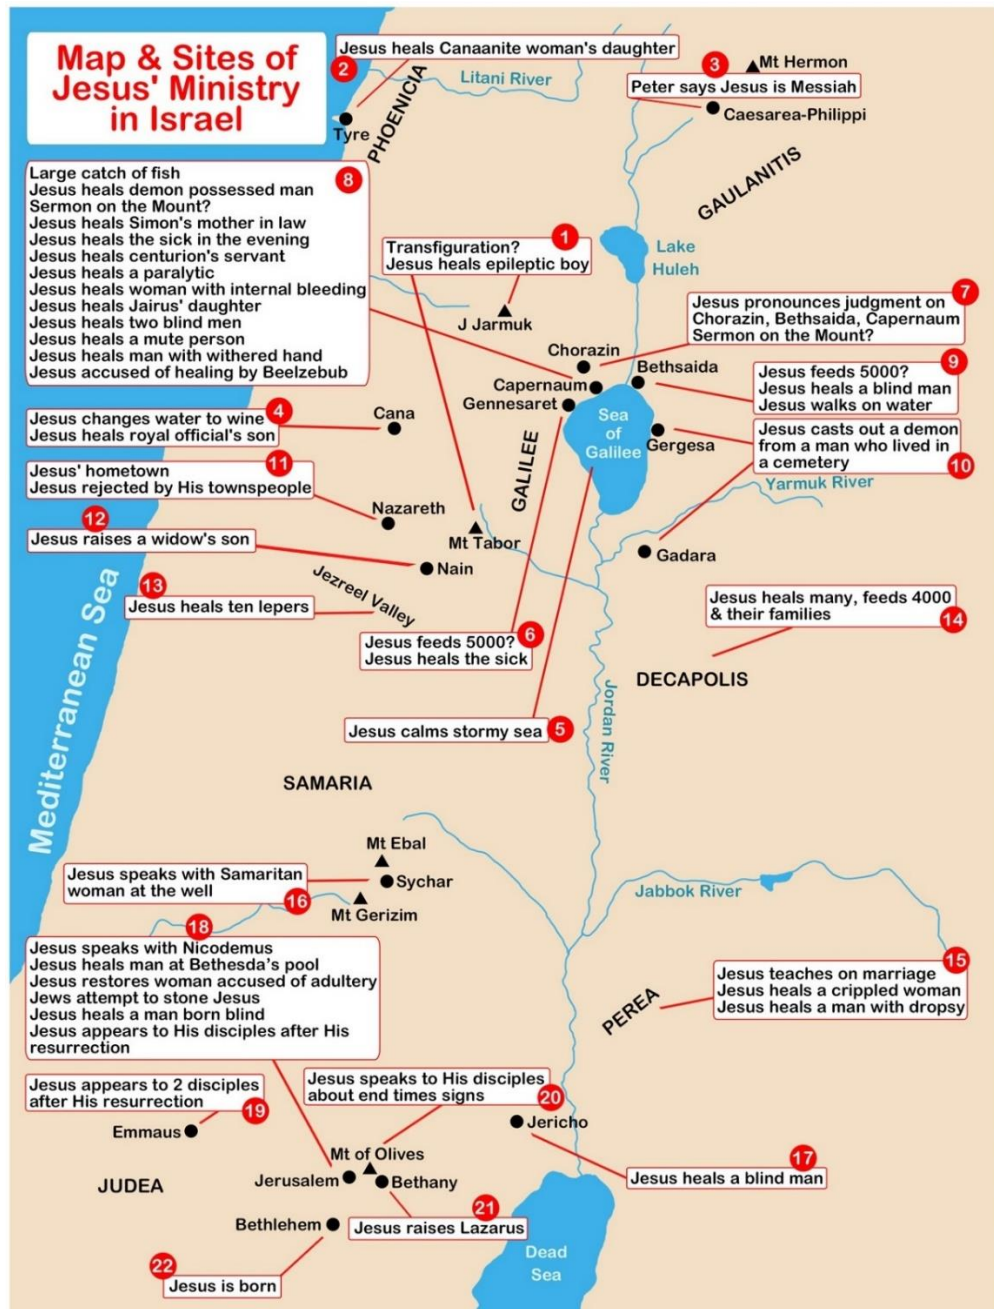 Map & Sites of
Jesus' Ministry
in Israel
Jesus heals Canaanite woman's daughter
2
Litani River
PHOENICIA
Tyre
3
Mt Hermon
Peter says Jesus is Messiah
Caesarea-Philippi
GAULANITIS
Large catch of fish
8
Jesus heals demon possessed man
Sermon on the Mount?
Jesus heals Simon's mother in law
Jesus heals the sick in the evening
Jesus heals centurion's servant
Jesus heals a paralytic
Jesus heals woman with internal bleeding
Jesus heals Jairus' daughter
Jesus heals two blind men
Jesus heals a mute person
Jesus heals man with withered hand
Jesus accused of healing by Beelzebub
Transfiguration?
1
Jesus heals epileptic boy
J Jarmuk
Lake
Huleh
7
Jesus pronounces judgment on
Chorazin, Bethsaida, Capernaum
Sermon on the Mount?
Chorazin
Bethsaida
Capernaum
Gennesaret
9
Jesus feeds 5000?
Jesus heals a blind man
Jesus walks on water
Sea
of
Galilee
Gergesa
Jesus casts out a demon
from a man who lived in
a cemetery
10
Yarmuk River
Jesus changes water to wine
4
Jesus heals royal official's son
Cana
GALILEE
Jesus' hometown
11
Jesus rejected by His townspeople
Nazareth
12
Jesus raises a widow's son
Mt Tabor
Nain
Gadara
13
Jesus heals ten lepers
Jezreel Valley
Jesus feeds 5000?
6
Jesus heals the sick
Jesus heals many, feeds 4000
& their families
14
DECAPOLIS
Jesus calms stormy sea
5
Jordan River
Mediterranean Sea
SAMARIA
Mt Ebal
Jesus speaks with Samaritan
woman at the well
16
Sychar
Mt Gerizim
Jabbok River
18
Jesus speaks with Nicodemus
Jesus heals man at Bethesda's pool
Jesus restores woman accused of adultery
Jews attempt to stone Jesus
Jesus heals a man born blind
Jesus appears to His disciples after His
resurrection
15
Jesus teaches on marriage
Jesus heals a crippled woman
Jesus heals a man with dropsy
PEREA
Jesus appears to 2 disciples
after His resurrection
19
Emmaus
Jesus speaks to His disciples
about end times signs
20
Jericho
Mt of Olives
JUDEA
Jerusalem
Bethany
17
Jesus heals a blind man
21
Jesus raises Lazarus
Bethlehem
22
Jesus is born
Dead
Sea